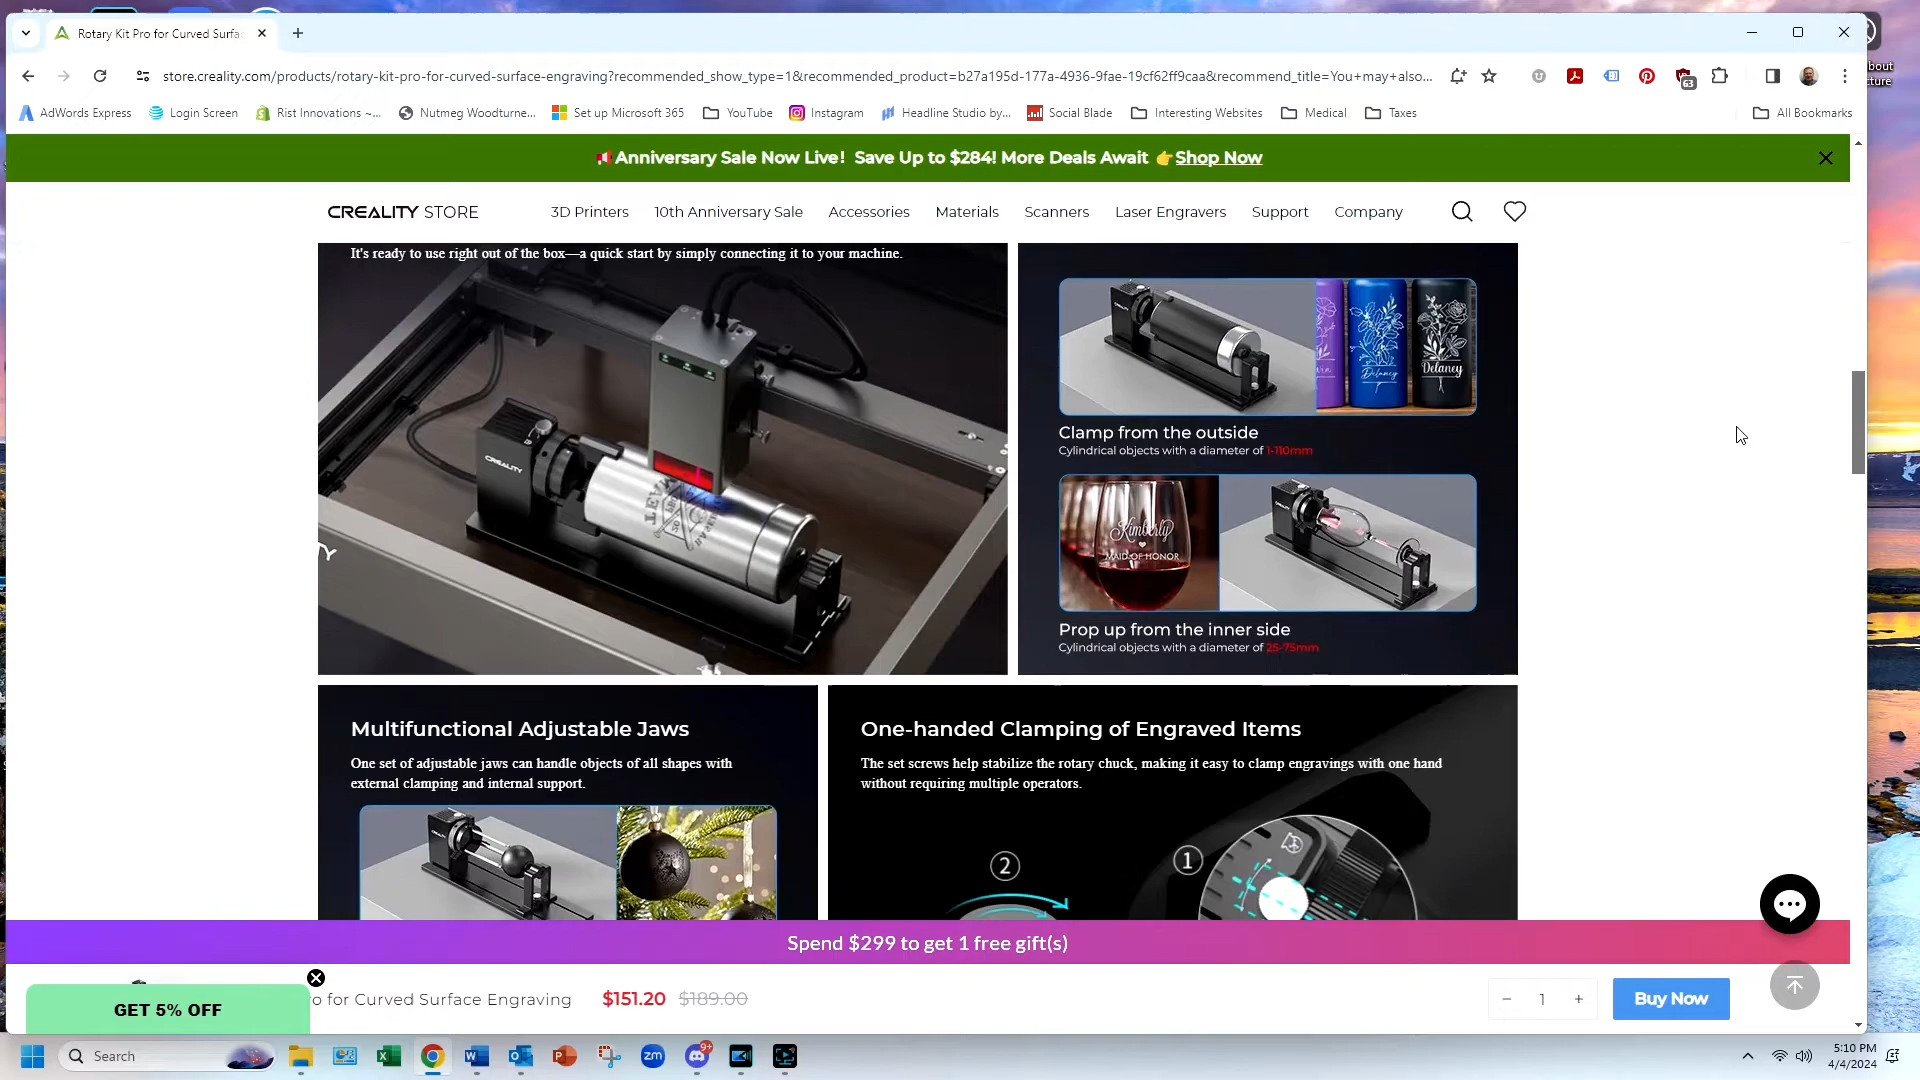 Rotary Kit Pro for Curved Surfa
store.creality.com/products/rotary-kit-pro-for-curved-surface-engraving?recommended_show_type=1&recommended_product=b27a195d-177a-4936-9fae-19cf62ff9caa&recommend_title=You+may+also...
AdWords Express
Login Screen
Rist Innovations ~...
Nutmeg Woodturne...
Set up Microsoft 365
YouTube
Instagram
Headline Studio by...
Social Blade
Interesting Websites
Medical
Taxes
All Bookmarks
63
Anniversary Sale Now Live! Save Up to $284! More Deals Await Shop Now
CREALITY STORE
3D Printers
10th Anniversary Sale
Accessories
Materials
Scanners
Laser Engravers
Support
Company
It's ready to use right out of the box—a quick start by simply connecting it to your machine.
CREALITY
Delaney
Delaney
Clamp from the outside
Cylindrical objects with a diameter of 1-110mm
Kimberly
MAID OF HONOR
Prop up from the inner side
Cylindrical objects with a diameter of 25-75mm
Multifunctional Adjustable Jaws
One set of adjustable jaws can handle objects of all shapes with
external clamping and internal support.
One-handed Clamping of Engraved Items
The set screws help stabilize the rotary chuck, making it easy to clamp engravings with one hand
without requiring multiple operators.
2
1
Spend $299 to get 1 free gift(s)
GET 5% OFF
o for Curved Surface Engraving
$151.20 $189.00
− 1 +
Buy Now
Search
zm
9+
5:10 PM
4/4/2024